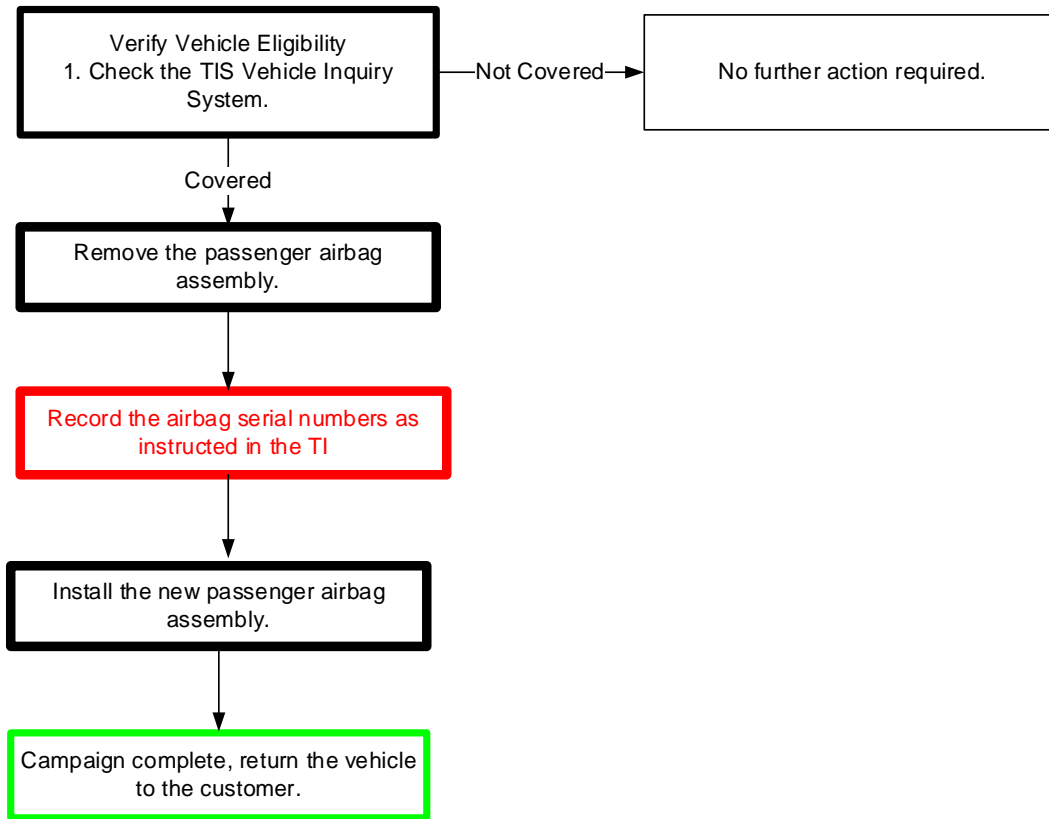 Verify Vehicle Eligibility
1. Check the TIS Vehicle Inquiry
System.
Not Covered
No further action required.
Covered
Remove the passenger airbag
assembly.
Record the airbag serial numbers as
instructed in the TI
Install the new passenger airbag
assembly.
Campaign complete, return the vehicle
to the customer.